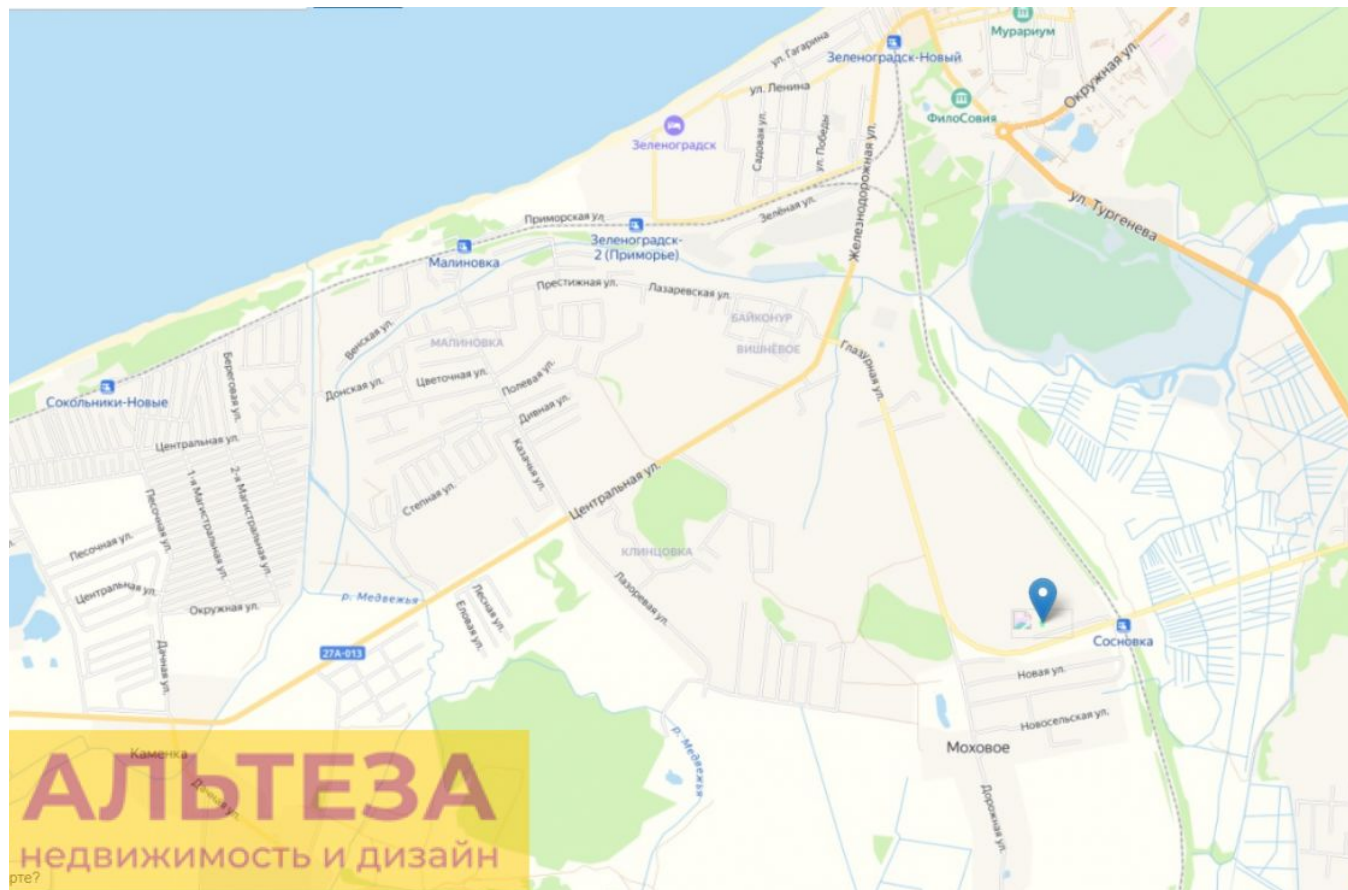 Мурариум
ул. Гагарина
Зеленоградск-Новый
Окружная ул.
ул. Ленина
ФилоСовия
Зеленоградск
Садовая ул.
ул. Победы
Железнодорожная ул.
ул. Тургенева
Приморская ул.
Зелёная ул.
Зеленоградск-
2 (Приморье)
Малиновка
Престижная ул.
Лазаревская ул.
БАЙКОНУР
Венская ул.
МАЛИНОВКА
ВИШНЁВОЕ
Глазурная ул.
Береговая ул.
Донская ул.
Цветочная ул.
Полевая ул.
Сокольники-Новые
Дивная ул.
Центральная ул.
Казачья ул.
1-я Магистральная ул.
2-я Магистральная ул.
Степная ул.
Центральная ул.
Песочная ул.
Песочная ул.
КЛИНЦОВКА
Центральная ул.
Окружная ул.
р. Медвежья
Лесная ул.
Еловая ул.
Лазоревая ул.
Сосновка
27А-013
Дачная ул.
Новая ул.
Новосельская ул.
р. Медвежья
Моховое
Каменка
Дачная ул.
Дорожная ул.
АЛЬТЕЗА
недвижимость и дизайн
рте?